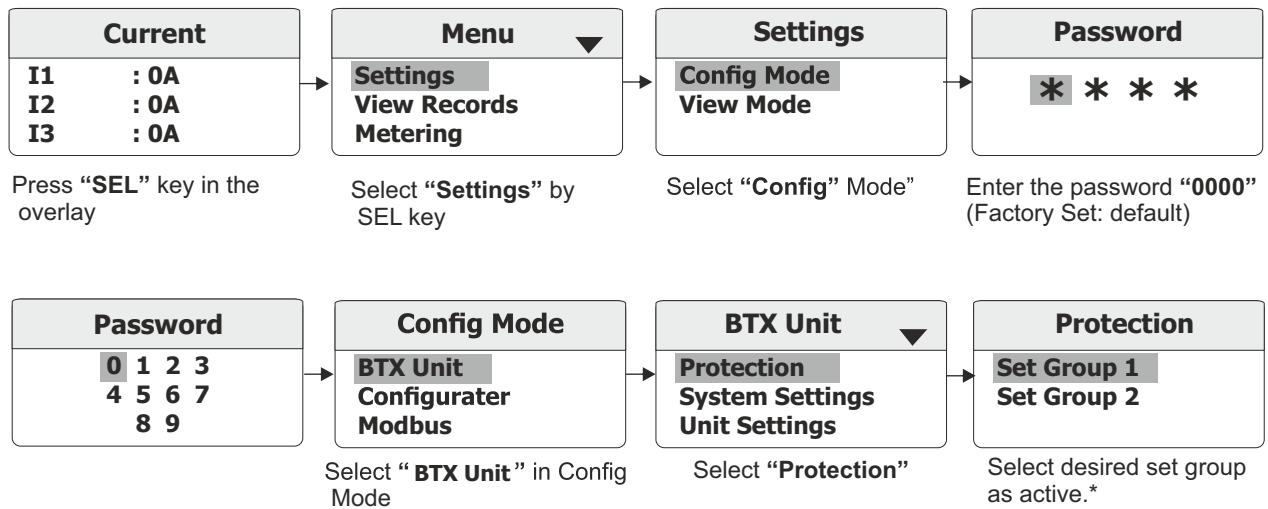 Current
I1 : 0A
I2 : 0A
I3 : 0A
Press “SEL” key in the
overlay
Menu
Settings
View Records
Metering
Select “Settings” by
SEL key
Settings
Config Mode
View Mode
Select “Config” Mode”
Password
* * * *
Enter the password “0000”
(Factory Set: default)
Password
0 1 2 3
4 5 6 7
8 9
Config Mode
BTX Unit
Configurater
Modbus
Select “ BTX Unit ” in Config
Mode
BTX Unit
Protection
System Settings
Unit Settings
Select “Protection”
Protection
Set Group 1
Set Group 2
Select desired set group
as active.*